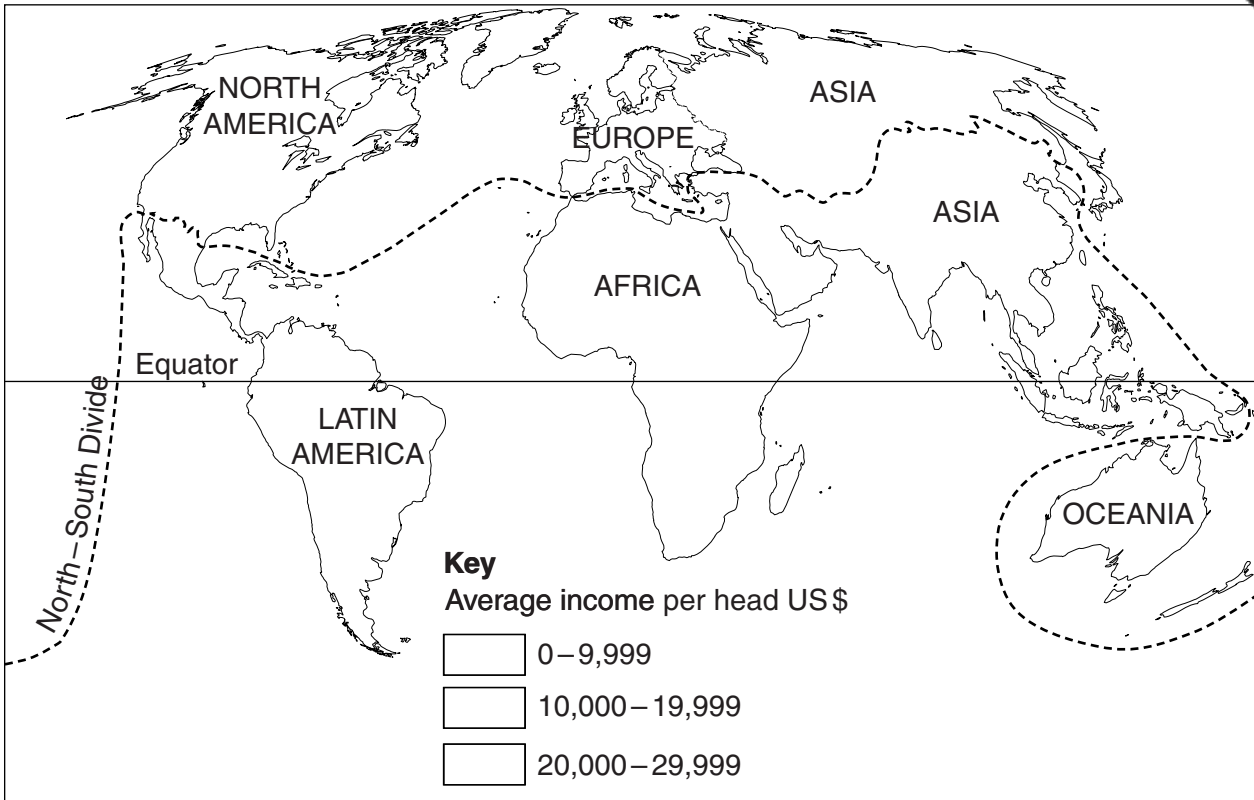 NORTH
AMERICA
EUROPE
ASIA
ASIA
AFRICA
Equator
LATIN
AMERICA
North–South Divide
OCEANIA
Key
Average income per head US$
0–9,999
10,000–19,999
20,000–29,999